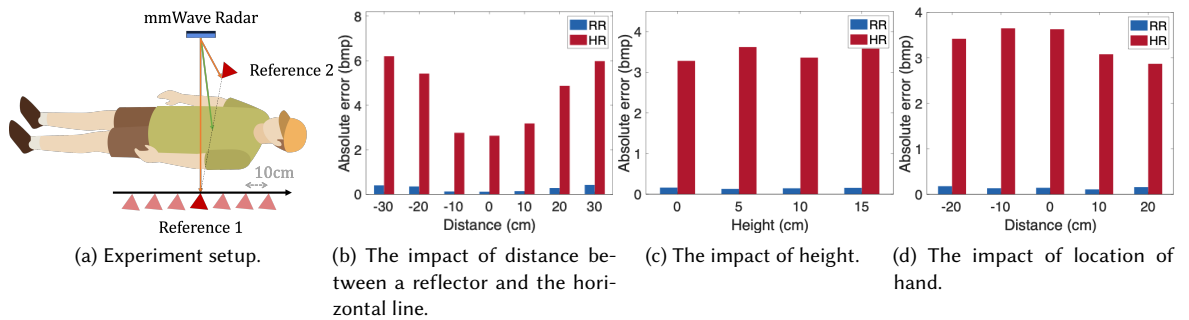 mmWave Radar
Reference 2
10cm
Reference 1
(a) Experiment setup.
RR
HR
Absolute error (bmp)
8
6
4
2
0
-30 -20 -10 0 10 20 30
Distance (cm)
(b) The impact of distance be-
tween a reflector and the hori-
zontal line.
RR
HR
Absolute error (bmp)
4
3
2
1
0
0 5 10 15
Height (cm)
(c) The impact of height.
RR
HR
Absolute error (bmp)
4
3
2
1
0
-20 -10 0 10 20
Distance (cm)
(d) The impact of location of
hand.